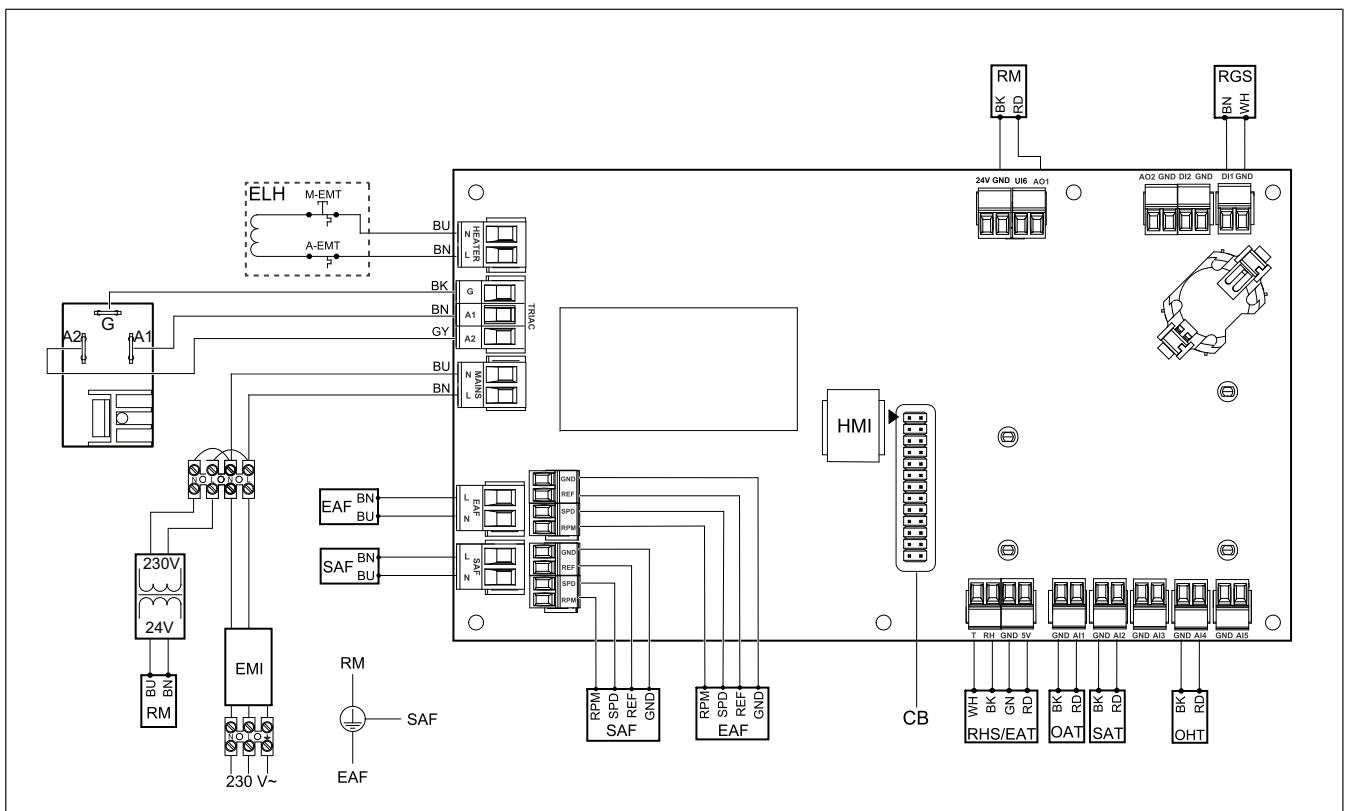 RM
BK RD
RGS
BN WH
24V GND UI6 AO1
AO2 GND DI2 GND DI1 GND
ELH
M-EMT
A-EMT
BU
BN
N
L
HEATER
BK
BN
GY
G
A1
A2
TRIAC
A2
G
A1
BU
BN
N
L
MAINS
HMI
N L N L
EAF
BN
BU
L
N
EAF
GND
REF
SPD
RPM
SAF
BN
BU
L
N
SAF
GND
REF
SPD
RPM
230V
24V
BU BN
RM
EMI
N L
230 V~
RM
SAF
EAF
RPM SPD REF GND
SAF
RPM SPD REF GND
EAF
CB
T RH GND 5V
GND AI1
GND AI2
GND AI3
GND AI4
GND AI5
WH BK GN RD
RHS/EAT
BK RD
OAT
BK RD
SAT
BK RD
OHT